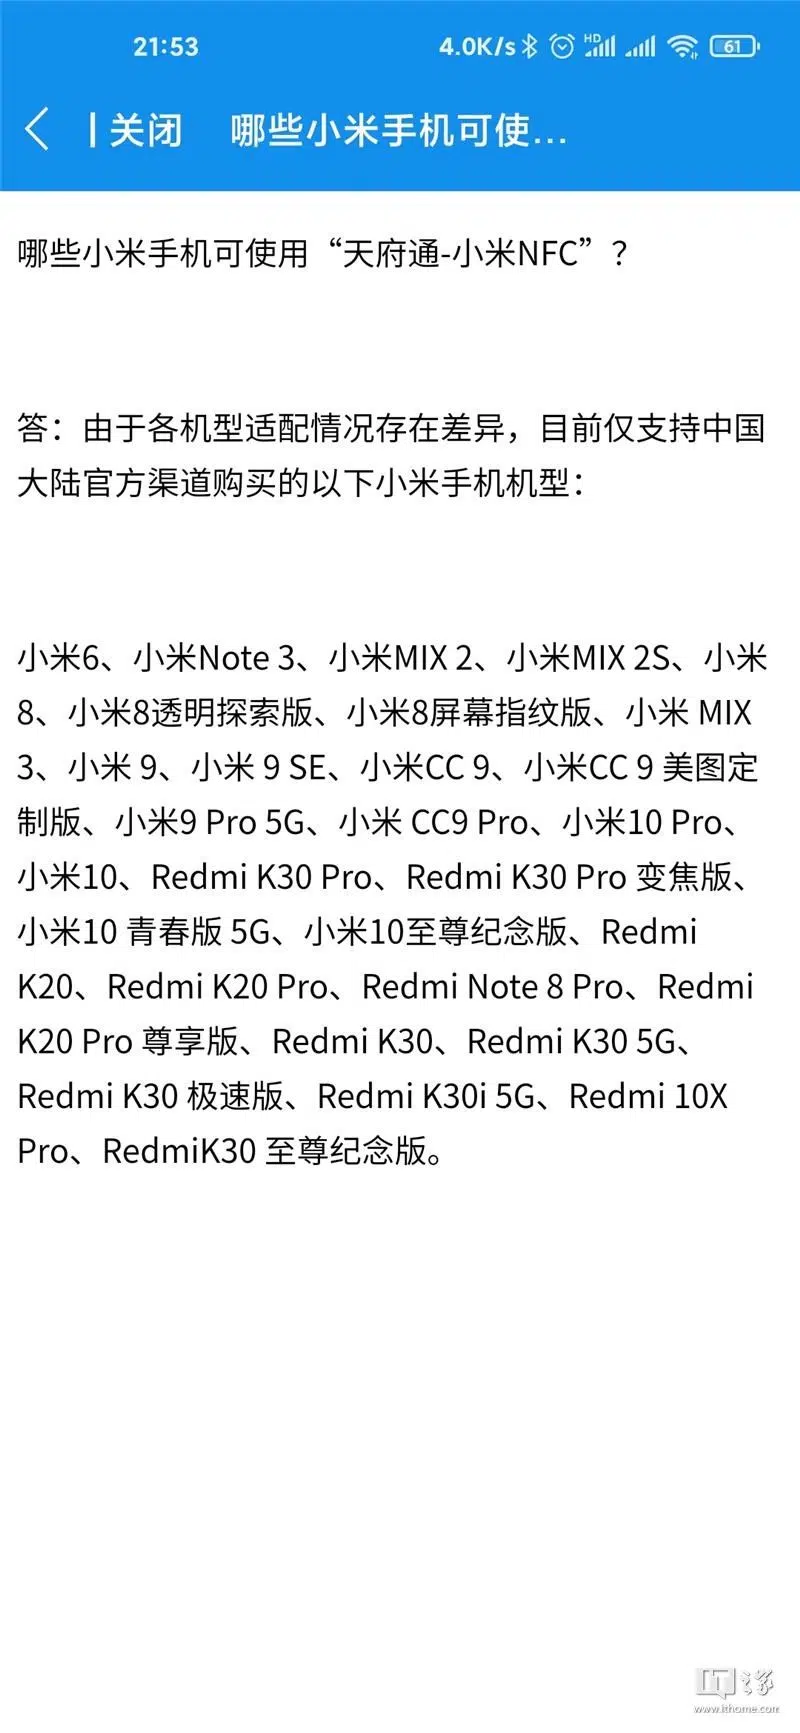 21:53 4.0K/s HD 61
关闭 哪些小米手机可使...
哪些小米手机可使用“天府通-小米NFC”？
答：由于各机型适配情况存在差异，目前仅支持中国
大陆官方渠道购买的以下小米手机机型：
小米6、小米Note 3、小米MIX 2、小米MIX 2S、小米
8、小米8透明探索版、小米8屏幕指纹版、小米 MIX
3、小米 9、小米 9 SE、小米CC 9、小米CC 9 美图定
制版、小米9 Pro 5G、小米 CC9 Pro、小米10 Pro、
小米10、Redmi K30 Pro、Redmi K30 Pro 变焦版、
小米10 青春版 5G、小米10至尊纪念版、Redmi
K20、Redmi K20 Pro、Redmi Note 8 Pro、Redmi
K20 Pro 尊享版、Redmi K30、Redmi K30 5G、
Redmi K30 极速版、Redmi K30i 5G、Redmi 10X
Pro、RedmiK30 至尊纪念版。
IT之家
www.ithome.com